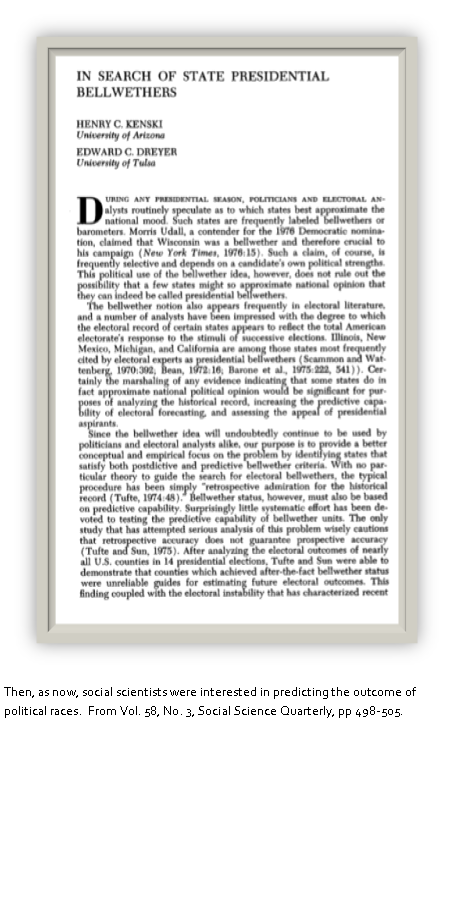 IN SEARCH OF STATE PRESIDENTIAL
BELLWETHERS
HENRY C. KENSKI
University of Arizona
EDWARD C. DREYER
University of Tulsa
DURING ANY PRESIDENTIAL SEASON, POLITICIANS AND ELECTORAL AN-
alysts routinely speculate as to which states best approximate the
national mood. Such states are frequently labeled bellwethers or
barometers. Morris Udall, a contender for the 1976 Democratic nomina-
tion, claimed that Wisconsin was a bellwether and therefore crucial to
his campaign (New York Times, 1976:15). Such a claim, of course, is
frequently selective and depends on a candidate's own political strengths.
This political use of the bellwether idea, however, does not rule out the
possibility that a few states might so approximate national opinion that
they can indeed be called presidential bellwethers.
The bellwether notion also appears frequently in electoral literature,
and a number of analysts have been impressed with the degree to which
the electoral record of certain states appears to reflect the total American
electorate's response to the stimuli of successive elections. Illinois, New
Mexico, Michigan, and California are among those states most frequently
cited by electoral experts as presidential bellwethers (Scammon and Wat-
tenberg, 1970:392; Bean, 1972:16; Barone et al., 1975:222, 541)). Cer-
tainly the marshaling of any evidence indicating that some states do in
fact approximate national political opinion would be significant for pur-
poses of analyzing the historical record, increasing the predictive capa-
bility of electoral forecasting, and assessing the appeal of presidential
aspirants.
Since the bellwether idea will undoubtedly continue to be used by
politicians and electoral analysts alike, our purpose is to provide a better
conceptual and empirical focus on the problem by identifying states that
satisfy both postdictive and predictive bellwether criteria. With no par-
ticular theory to guide the search for electoral bellwethers, the typical
procedure has been simply "retrospective admiration for the historical
record (Tufte, 1974:48)." Bellwether status, however, must also be based
on predictive capability. Surprisingly little systematic effort has been de-
voted to testing the predictive capability of bellwether units. The only
study that has attempted serious analysis of this problem wisely cautions
that retrospective accuracy does not guarantee prospective accuracy
(Tufte and Sun, 1975). After analyzing the electoral outcomes of nearly
all U.S. counties in 14 presidential elections, Tufte and Sun were able to
demonstrate that counties which achieved after-the-fact bellwether status
were unreliable guides for estimating future electoral outcomes. This
finding coupled with the electoral instability that has characterized recent
Then, as now, social scientists were interested in predicting the outcome of
political races.  From Vol. 58, No. 3, Social Science Quarterly, pp 498-505.